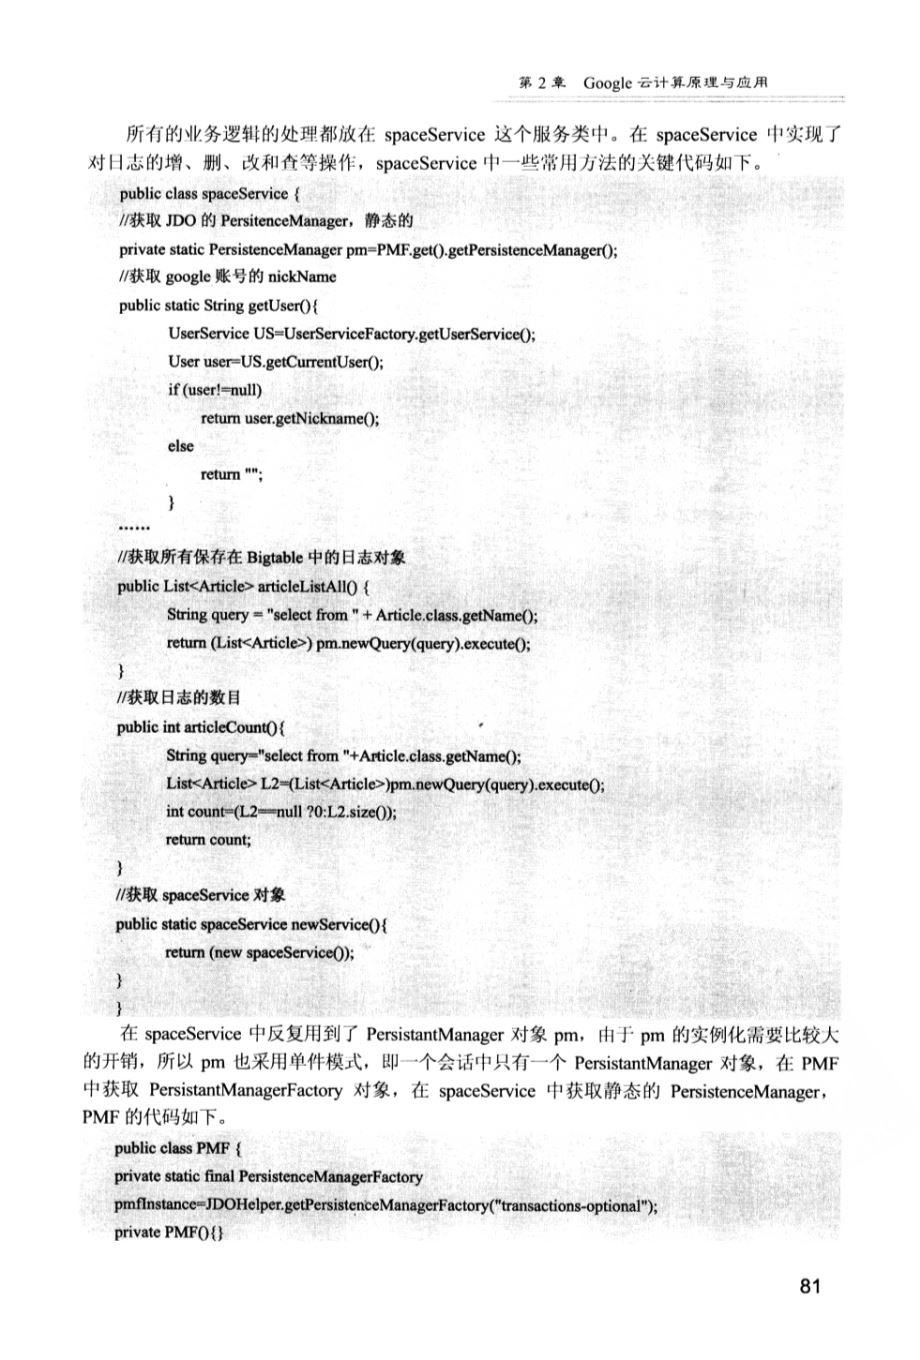 第 2 章 Google 云计算原理与应用
所有的业务逻辑的处理都放在 spaceService 这个服务类中。在 spaceService 中实现了
对日志的增、删、改和查等操作，spaceService 中一些常用方法的关键代码如下。
public class spaceService {
//获取 JDO 的 PersitenceManager，静态的
private static PersistenceManager pm=PMF.get().getPersistenceManager();
//获取 google 账号的 nickName
public static String getUser(){
UserService US=UserServiceFactory.getUserService();
User user=US.getCurrentUser();
if (user!=null)
return user.getNickname();
else
return "";
}
……
//获取所有保存在 Bigtable 中的日志对象
public List<Article> articleListAll() {
String query = "select from " + Article.class.getName();
return (List<Article>) pm.newQuery(query).execute();
}
//获取日志的数目
public int articleCount(){
String query="select from "+Article.class.getName();
List<Article> L2=(List<Article>)pm.newQuery(query).execute();
int count=(L2==null ?0:L2.size());
return count;
}
//获取 spaceService 对象
public static spaceService newService(){
return (new spaceService());
}
}
在 spaceService 中反复用到了 PersistantManager 对象 pm，由于 pm 的实例化需要比较大
的开销，所以 pm 也采用单件模式，即一个会话中只有一个 PersistantManager 对象，在 PMF
中获取 PersistantManagerFactory 对象，在 spaceService 中获取静态的 PersistenceManager，
PMF 的代码如下。
public class PMF {
private static final PersistenceManagerFactory
pmfInstance=JDOHelper.getPersistenceManagerFactory("transactions-optional");
private PMF(){}
81